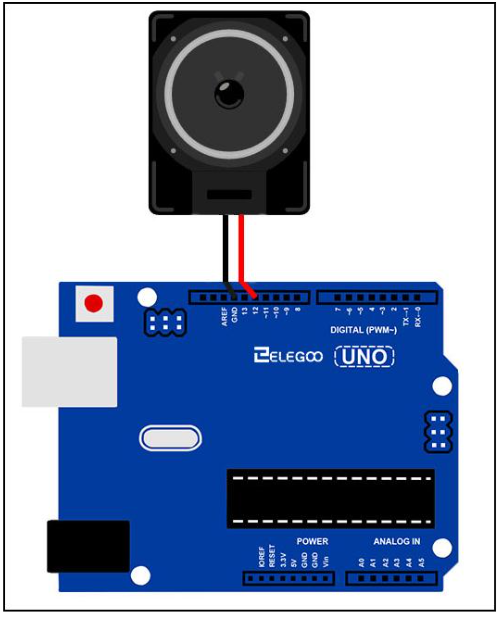 AREF
GND
13
12
~11
~10
~9
8
7
~6
~5
4
~3
2
TX→1
RX←0
DIGITAL (PWM~)
ELEGOO UNO
POWER
ANALOG IN
IOREF
RESET
3.3V
5V
GND
GND
Vin
A0
A1
A2
A3
A4
A5